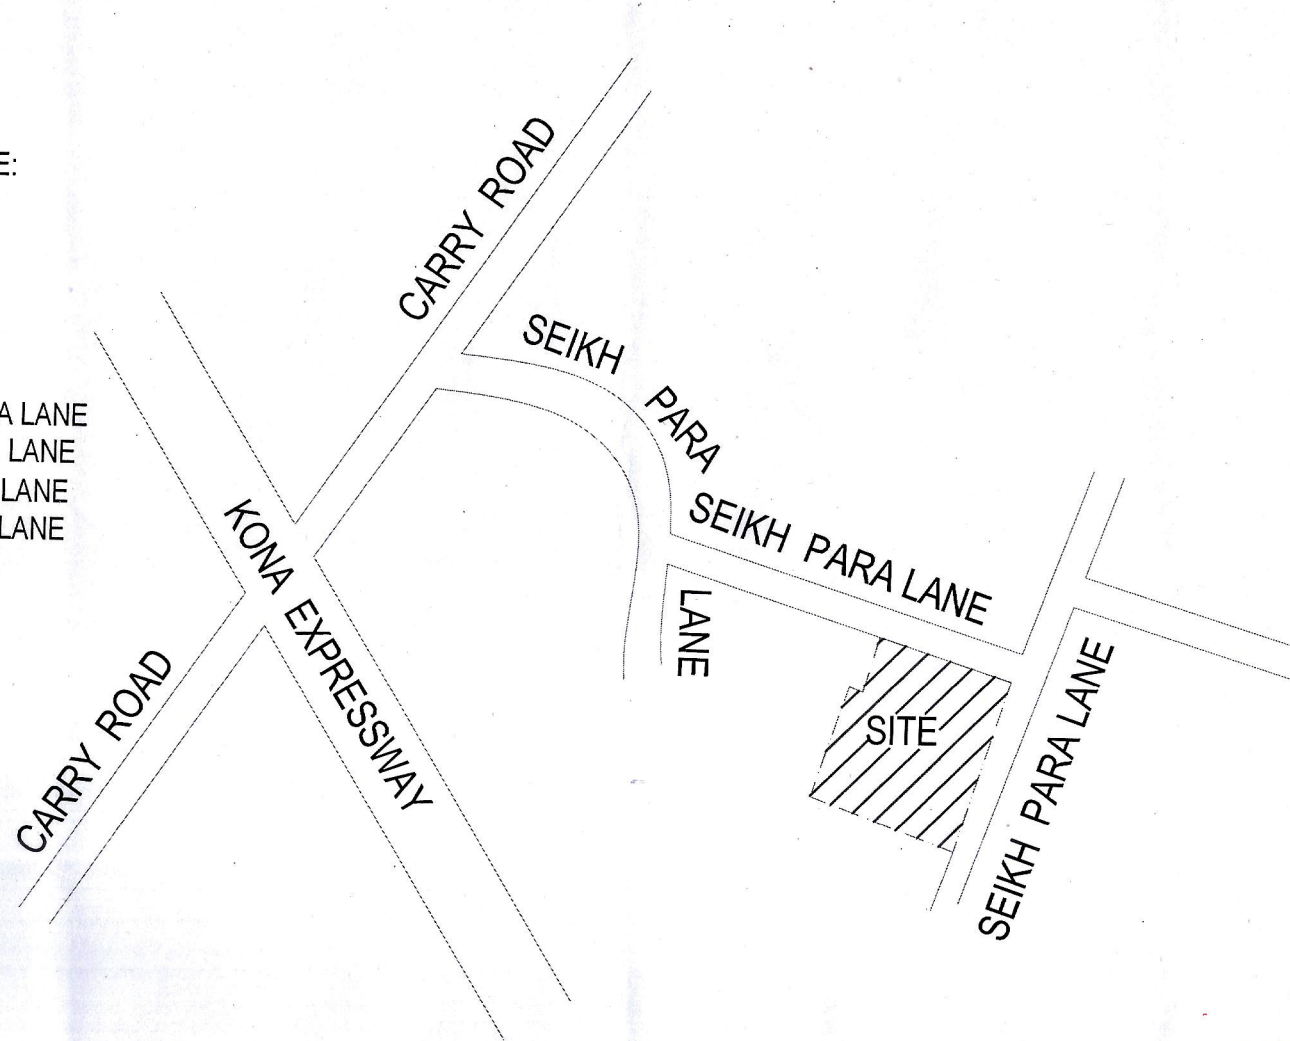 E:
A LANE
LANE
LANE
LANE
CARRY ROAD
SEIKH PARA
LANE
SEIKH PARA LANE
KONA EXPRESSWAY
CARRY ROAD
SITE
SEIKH PARA LANE